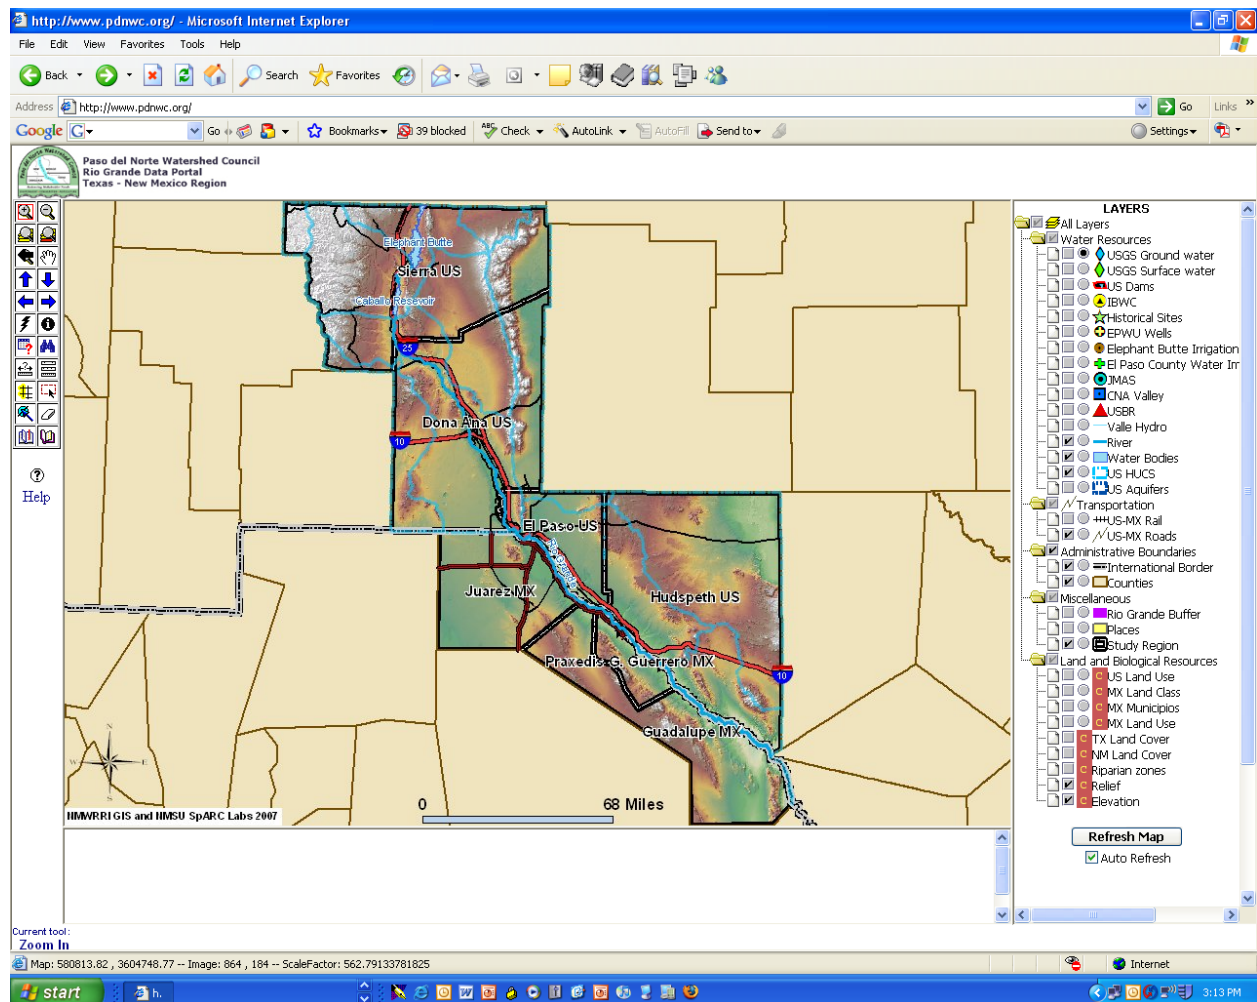 http://www.pdnwc.org/ - Microsoft Internet Explorer
File Edit View Favorites Tools Help
Back Search Favorites
Address http://www.pdnwc.org/ Go Links »
Google G Go Bookmarks 39 blocked ABC Check AutoLink AutoFill Send to Settings
Paso del Norte Watershed Council
Rio Grande Data Portal
Texas - New Mexico Region
Help
Elephant Butte
Sierra US
Caballo Resevoir
25
Dona Ana US
10
El Paso US
Rio Grande
Juarez MX
Hudspeth US
Praxedis G. Guerrero MX
10
Guadalupe MX
N
W E
S
0 68 Miles
NMWRRI GIS and NMSU SpARC Labs 2007
LAYERS
All Layers
Water Resources
USGS Ground water
USGS Surface water
US Dams
IBWC
Historical Sites
EPWU Wells
Elephant Butte Irrigation
El Paso County Water Irr
JMAS
CNA Valley
USBR
Valle Hydro
River
Water Bodies
US HUCS
US Aquifers
Transportation
US-MX Rail
US-MX Roads
Administrative Boundaries
International Border
Counties
Miscellaneous
Rio Grande Buffer
Places
Study Region
Land and Biological Resources
C US Land Use
C MX Land Class
C MX Municipios
C MX Land Use
C TX Land Cover
C NM Land Cover
C Riparian zones
C Relief
C Elevation
Refresh Map
Auto Refresh
Current tool:
Zoom In
Map: 580813.82 , 3604748.77 -- Image: 864 , 184 -- ScaleFactor: 562.79133781825
Internet
start h. 3:13 PM